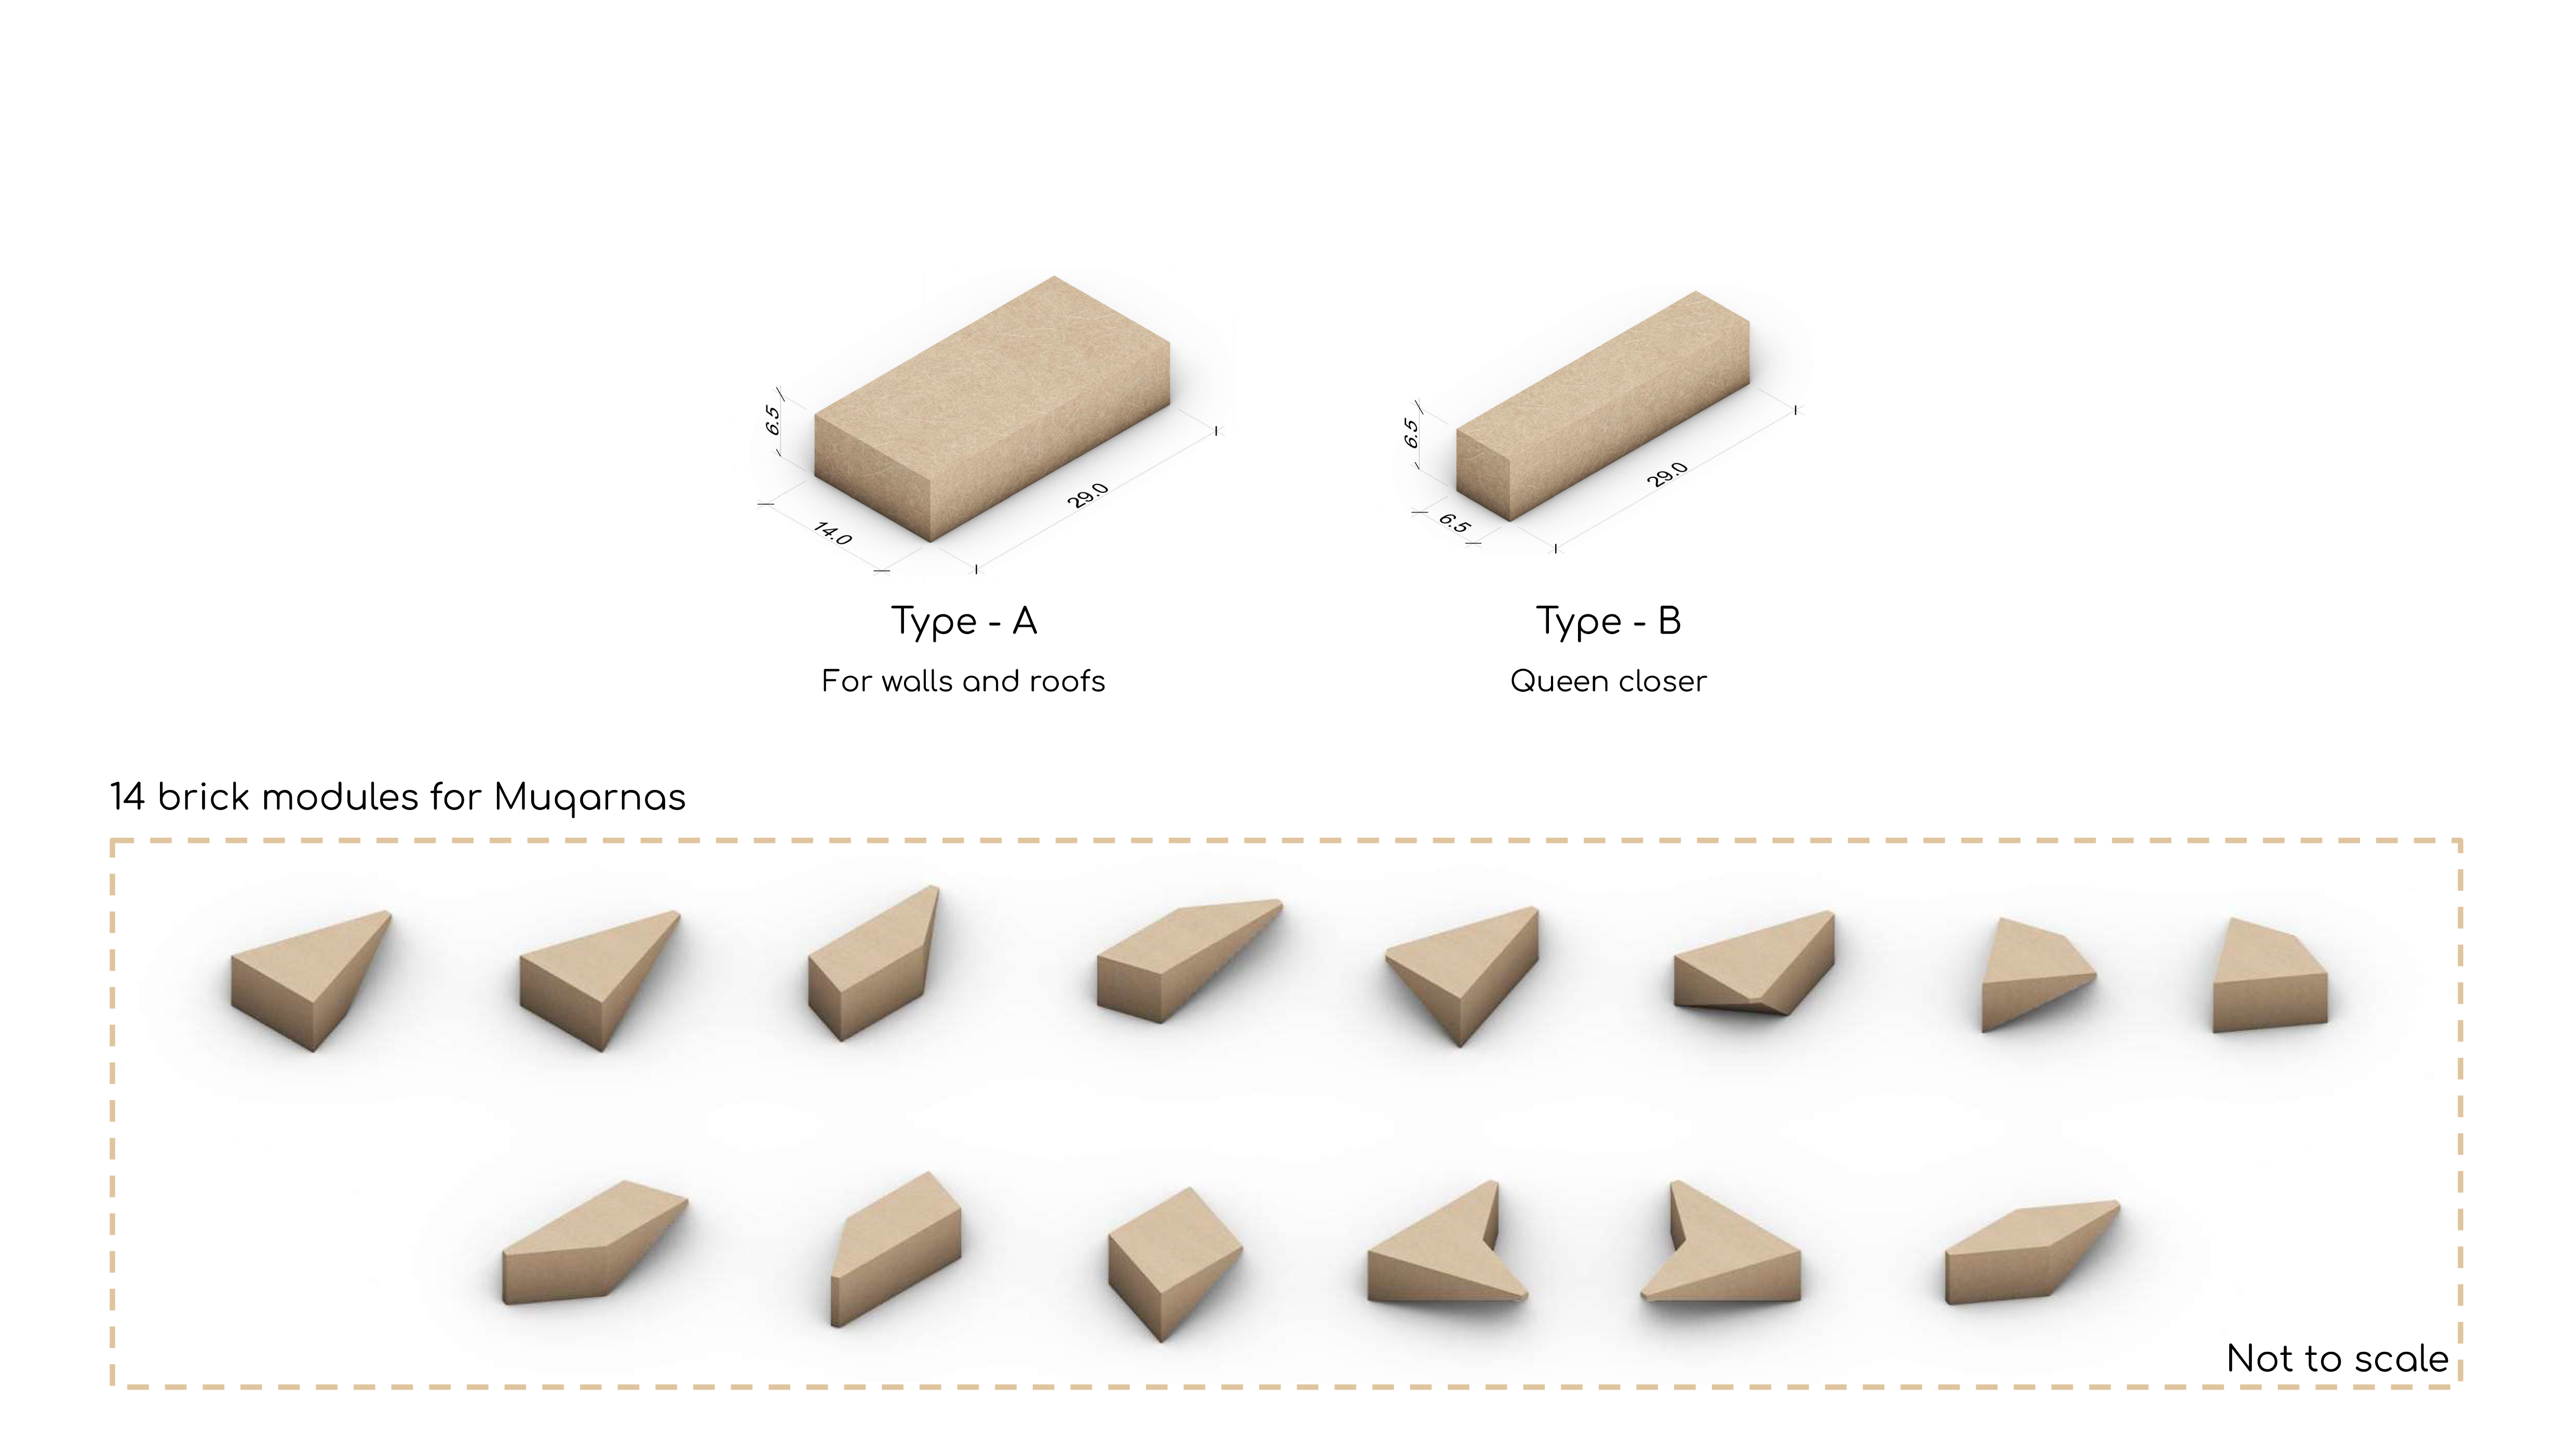 6.5
14.0
29.0
6.5
6.5
29.0
Type - A
Type - B
For walls and roofs
Queen closer
14 brick modules for Muqarnas
Not to scale